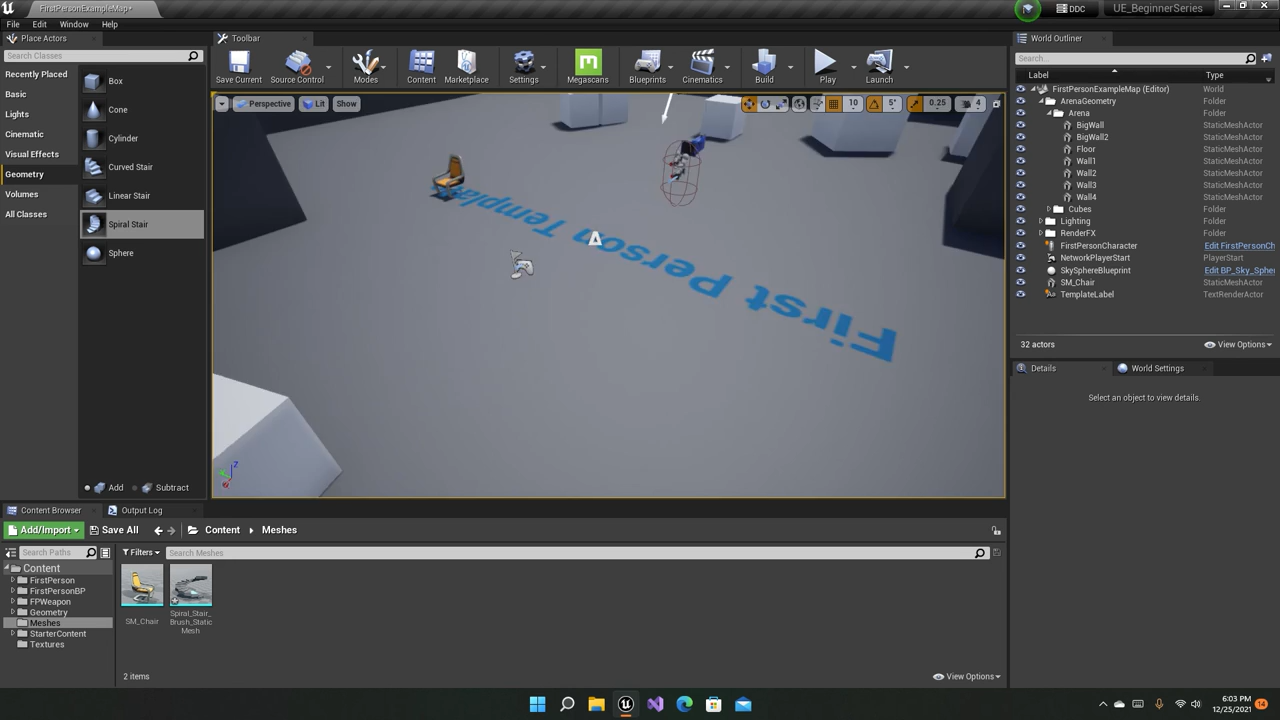 FirstPersonExampleMap*
DDC
UE_BeginnerSeries
File
Edit
Window
Help
Place Actors
Toolbar
World Outliner
Search Classes
Recently Placed
Basic
Lights
Cinematic
Visual Effects
Geometry
Volumes
All Classes
Box
Cone
Cylinder
Curved Stair
Linear Stair
Spiral Stair
Sphere
Add
Subtract
Save Current
Source Control
Modes
Content
Marketplace
Settings
Megascans
Blueprints
Cinematics
Build
Play
Launch
Perspective
Lit
Show
10
5°
0.25
4
First Person Template
Search...
Label
Type
FirstPersonExampleMap (Editor)
World
ArenaGeometry
Folder
Arena
Folder
BigWall
StaticMeshActor
BigWall2
StaticMeshActor
Floor
StaticMeshActor
Wall1
StaticMeshActor
Wall2
StaticMeshActor
Wall3
StaticMeshActor
Wall4
StaticMeshActor
Cubes
Folder
Lighting
Folder
RenderFX
Folder
FirstPersonCharacter
Edit FirstPersonCh
NetworkPlayerStart
PlayerStart
SkySphereBlueprint
Edit BP_Sky_Spher
SM_Chair
StaticMeshActor
TemplateLabel
TextRenderActor
32 actors
View Options
Details
World Settings
Select an object to view details.
Content Browser
Output Log
Add/Import
Save All
Content
Meshes
Search Paths
Filters
Search Meshes
Content
FirstPerson
FirstPersonBP
FPWeapon
Geometry
Meshes
StarterContent
Textures
SM_Chair
Spiral_Stair_
Brush_Static
Mesh
2 items
View Options
6:03 PM
12/25/2021
14